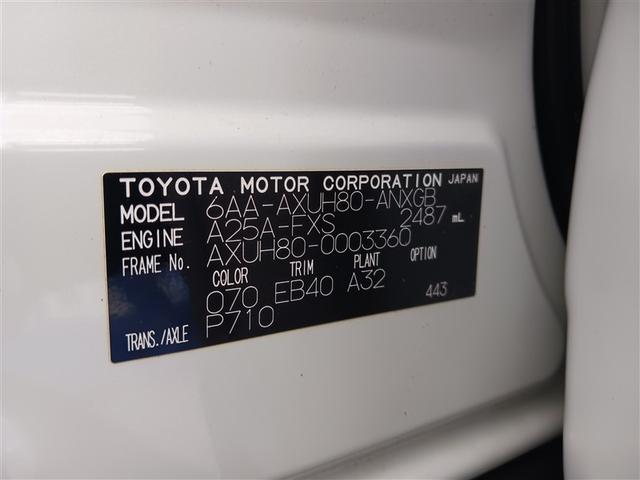 TOYOTA MOTOR CORPORATION JAPAN
MODEL 6AA-AXUH80-ANXGB
ENGINE A25A-FXS 2487 mL
FRAME No. AXUH80-0003360
COLOR TRIM PLANT OPTION
070 EB40 A32 443
TRANS./AXLE P710